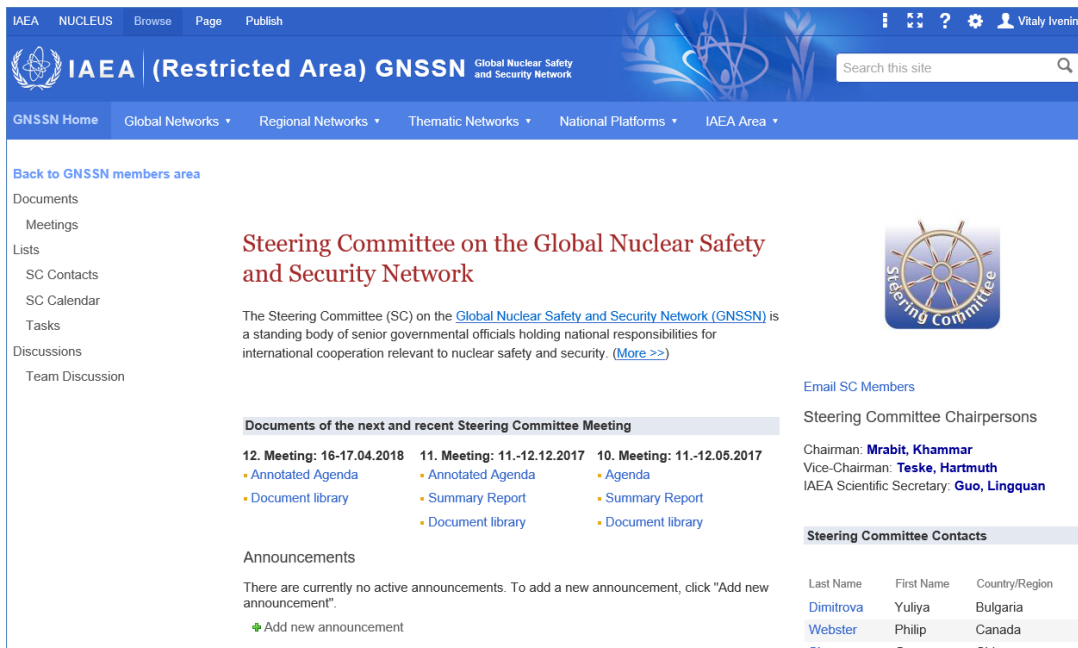 IAEA NUCLEUS Browse Page Publish
? Vitaly Ivenin
IAEA (Restricted Area) GNSSN Global Nuclear Safety
and Security Network
Search this site
GNSSN Home Global Networks Regional Networks Thematic Networks National Platforms IAEA Area
Back to GNSSN members area
Documents
Meetings
Lists
SC Contacts
SC Calendar
Tasks
Discussions
Team Discussion
Steering Committee on the Global Nuclear Safety
and Security Network
The Steering Committee (SC) on the Global Nuclear Safety and Security Network (GNSSN) is
a standing body of senior governmental officials holding national responsibilities for
international cooperation relevant to nuclear safety and security. (More >>)
Documents of the next and recent Steering Committee Meeting
12. Meeting: 16-17.04.2018 11. Meeting: 11.-12.12.2017 10. Meeting: 11.-12.05.2017
Annotated Agenda Annotated Agenda Agenda
Document library Summary Report Summary Report
Document library Document library
Announcements
There are currently no active announcements. To add a new announcement, click "Add new
announcement".
Add new announcement
Steering Committee
Email SC Members
Steering Committee Chairpersons
Chairman: Mrabit, Khammar
Vice-Chairman: Teske, Hartmuth
IAEA Scientific Secretary: Guo, Lingquan
Steering Committee Contacts
Last Name First Name Country/Region
Dimitrova Yuliya Bulgaria
Webster Philip Canada